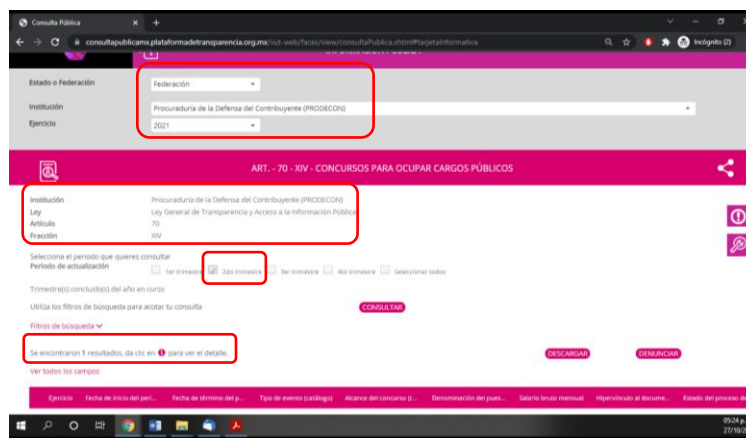 Consulta Pública
consultapublicamx.plataformadetransparencia.org.mx/vut-web/faces/view/consultaPublica.xhtml#tarjetaInformativa
Incógnito (2)
Estado o Federación
Federación
Institución
Procuraduría de la Defensa del Contribuyente (PRODECON)
Ejercicio
2021
ART. - 70 - XIV - CONCURSOS PARA OCUPAR CARGOS PÚBLICOS
Institución Procuraduría de la Defensa del Contribuyente (PRODECON)
Ley Ley General de Transparencia y Acceso a la Información Pública
Artículo 70
Fracción XIV
Selecciona el periodo que quieres consultar
Periodo de actualización 1er trimestre 2do trimestre 3er trimestre 4to trimestre Seleccionar todos
Trimestre(s) concluido(s) del año en curso
Utiliza los filtros de búsqueda para acotar tu consulta CONSULTAR
Filtros de búsqueda
Se encontraron 1 resultados, da clic en para ver el detalle. DESCARGAR DENUNCIAR
Ver todos los campos
Ejercicio Fecha de inicio del perí... Fecha de término del p... Tipo de evento (catálogo) Alcance del concurso (c... Denominación del pues... Salario bruto mensual Hipervínculo al docume... Estado del proceso de
05:24 p.
27/10/2